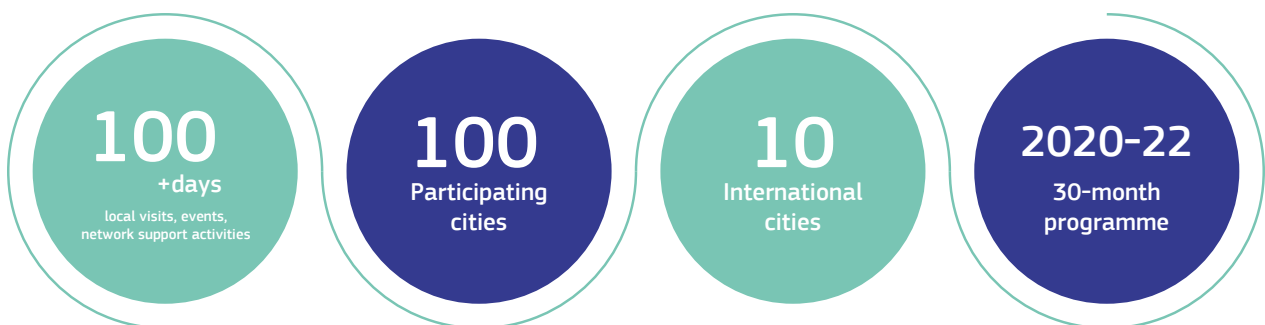 100
+days
local visits, events,
network support activities
100
Participating
cities
10
International
cities
2020-22
30-month
programme